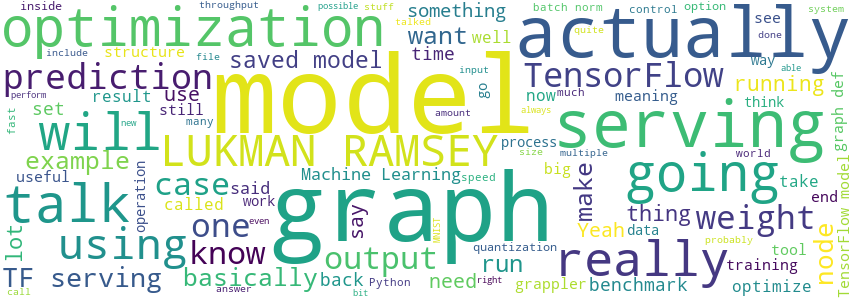 inside
throughput
possible
stuff
something
batch norm
control
option
system
optimization
talked
quite
done
actually
include
structure
file
want
well
see
way
able
prediction
saved model
time
TensorFlow
perform
result
use
model
input
go
now
much
meaning
running
set
still
amount
think
fast
many
new
will
LUKMAN RAMSEY
always
process
serving
graph def
example
size
multiple
world
useful
operation
case
said
Machine Learning
speed
big
going
take
talk
called
work
even
graph
say
MNIST
make
thing
weight
end
one
Yeah
data
node
TensorFlow model
lot
using
know
output
quantization
really
probably
tool
TF serving
basically
back
Python
need
right
run
grappler
benchmark
training
optimize
call
answer
bit